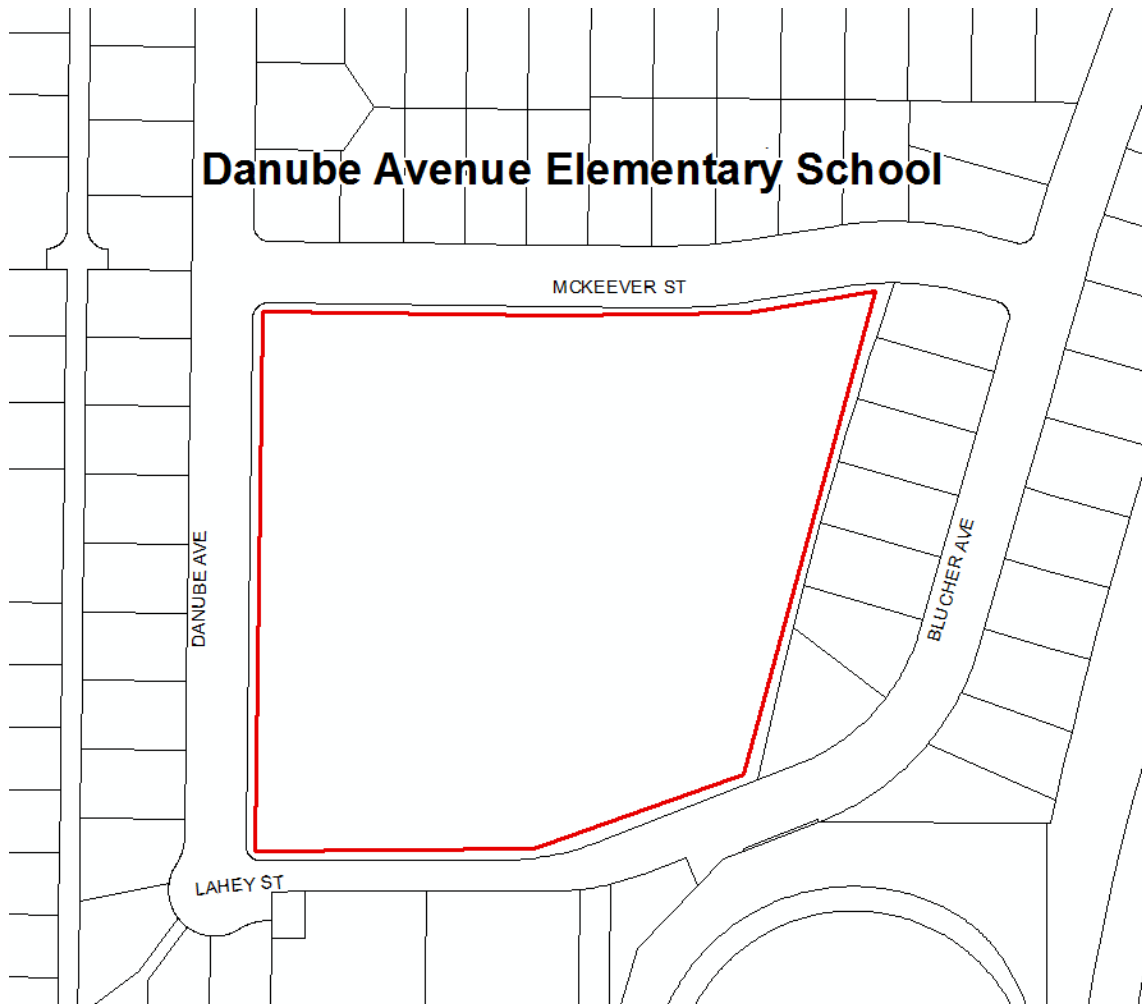 Danube Avenue Elementary School
MCKEEVER ST
DANUBE AVE
BLUCHER AVE
LAHEY ST